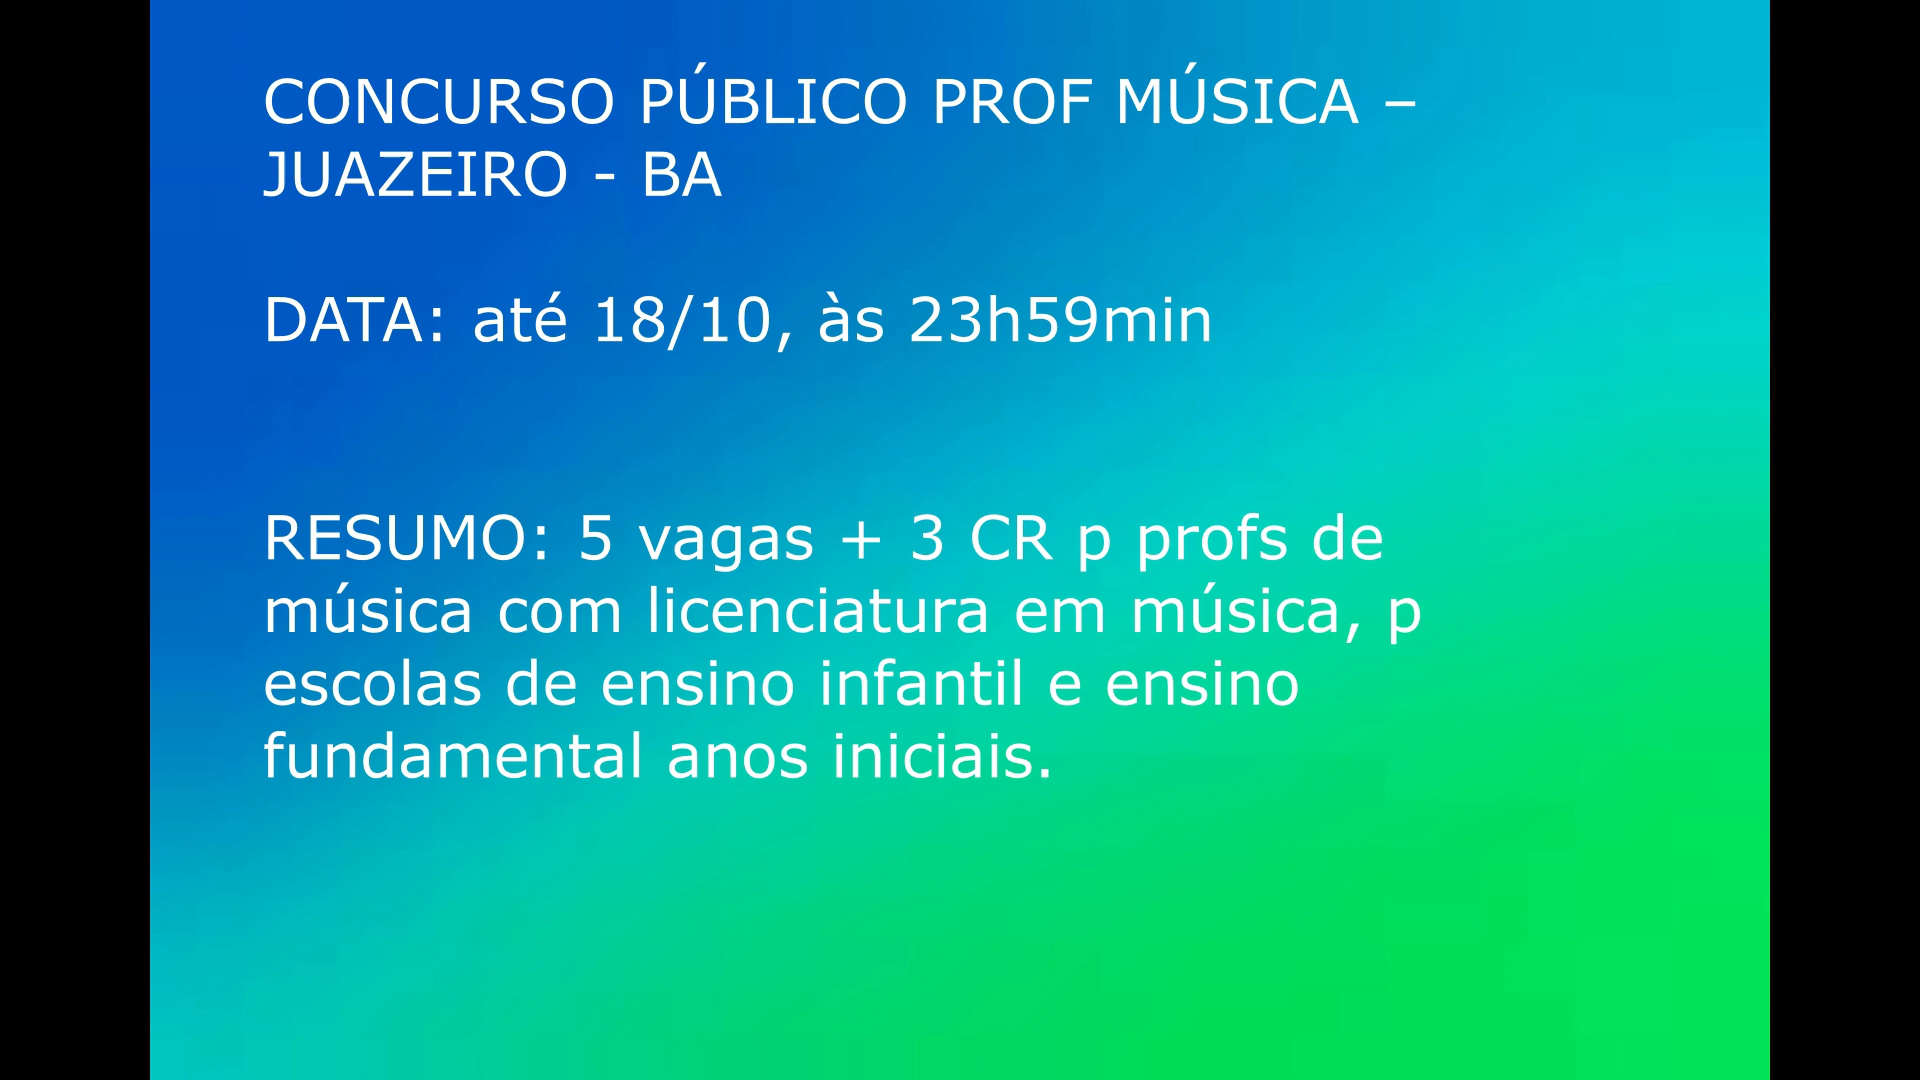 CONCURSO PÚBLICO PROF MÚSICA –
JUAZEIRO - BA
DATA: até 18/10, às 23h59min
RESUMO: 5 vagas + 3 CR p profs de
música com licenciatura em música, p
escolas de ensino infantil e ensino
fundamental anos iniciais.